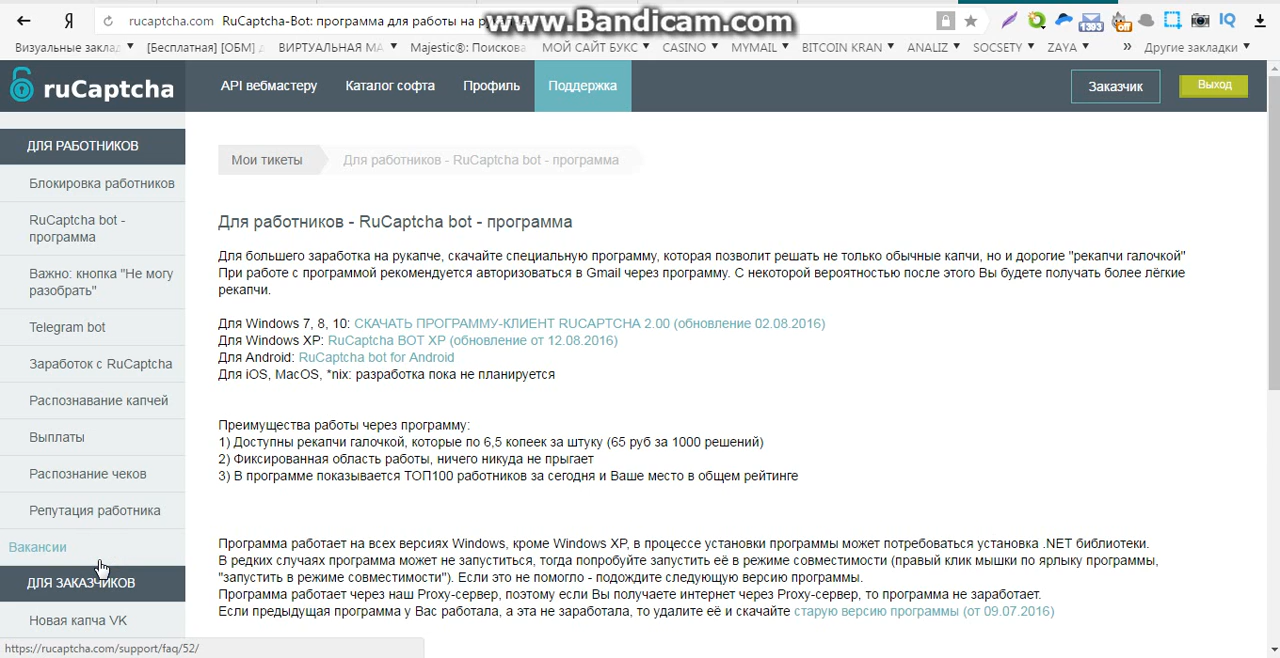 www.Bandicam.com
Я rucaptcha.com RuCaptcha-Bot: программа для работы на
Визуальные заклад [Бесплатная] [ОБМ] ВИРТУАЛЬНАЯ МА Majestic®: Поискова МОЙ САЙТ БУКС CASINO MYMAIL BITCOIN KRAN ANALIZ SOCSETY ZAYA » Другие закладки
ruCaptcha
API вебмастеру Каталог софта Профиль Поддержка Заказчик Выход
ДЛЯ РАБОТНИКОВ
Блокировка работников
RuCaptcha bot -
программа
Важно: кнопка "Не могу
разобрать"
Telegram bot
Заработок с RuCaptcha
Распознавание капчей
Выплаты
Распознание чеков
Репутация работника
Вакансии
ДЛЯ ЗАКАЗЧИКОВ
Новая капча VK
https://rucaptcha.com/support/faq/52/
Мои тикеты Для работников - RuCaptcha bot - программа
Для работников - RuCaptcha bot - программа
Для большего заработка на рукапче, скачайте специальную программу, которая позволит решать не только обычные капчи, но и дорогие "рекапчи галочкой"
При работе с программой рекомендуется авторизоваться в Gmail через программу. С некоторой вероятностью после этого Вы будете получать более лёгкие
рекапчи.
Для Windows 7, 8, 10: СКАЧАТЬ ПРОГРАММУ-КЛИЕНТ RUCAPTCHA 2.00 (обновление 02.08.2016)
Для Windows XP: RuCaptcha BOT XP (обновление от 12.08.2016)
Для Android: RuCaptcha bot for Android
Для iOS, MacOS, *nix: разработка пока не планируется
Преимущества работы через программу:
1) Доступны рекапчи галочкой, которые по 6,5 копеек за штуку (65 руб за 1000 решений)
2) Фиксированная область работы, ничего никуда не прыгает
3) В программе показывается ТОП100 работников за сегодня и Ваше место в общем рейтинге
Программа работает на всех версиях Windows, кроме Windows XP, в процессе установки программы может потребоваться установка .NET библиотеки.
В редких случаях программа может не запуститься, тогда попробуйте запустить её в режиме совместимости (правый клик мышки по ярлыку программы,
"запустить в режиме совместимости"). Если это не помогло - подождите следующую версию программы.
Программа работает через наш Proxy-сервер, поэтому если Вы получаете интернет через Proxy-сервер, то программа не заработает.
Если предыдущая программа у Вас работала, а эта не заработала, то удалите её и скачайте старую версию программы (от 09.07.2016)